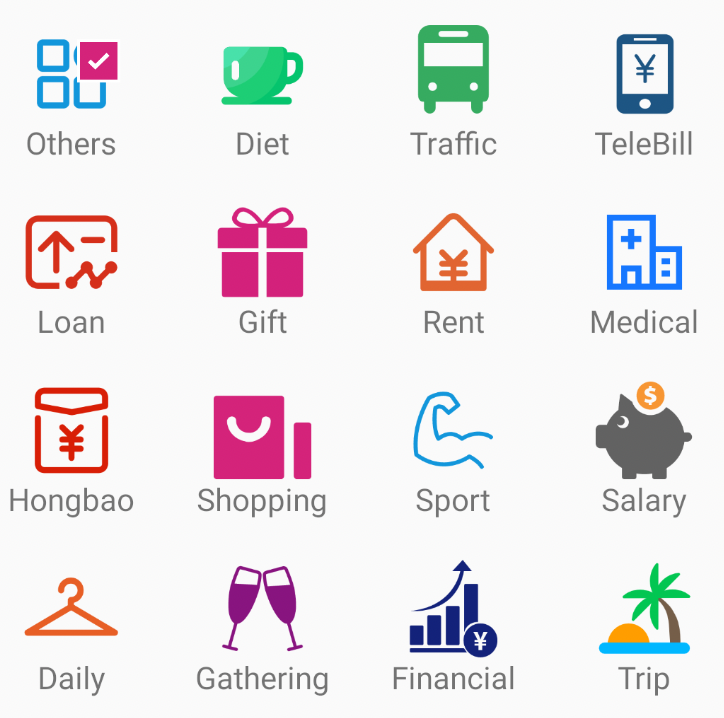 Others
Diet
¥
Traffic
TeleBill
Loan
Gift
¥
Rent
Medical
¥
$
Hongbao
Shopping
Sport
Salary
¥
Daily
Gathering
Financial
Trip